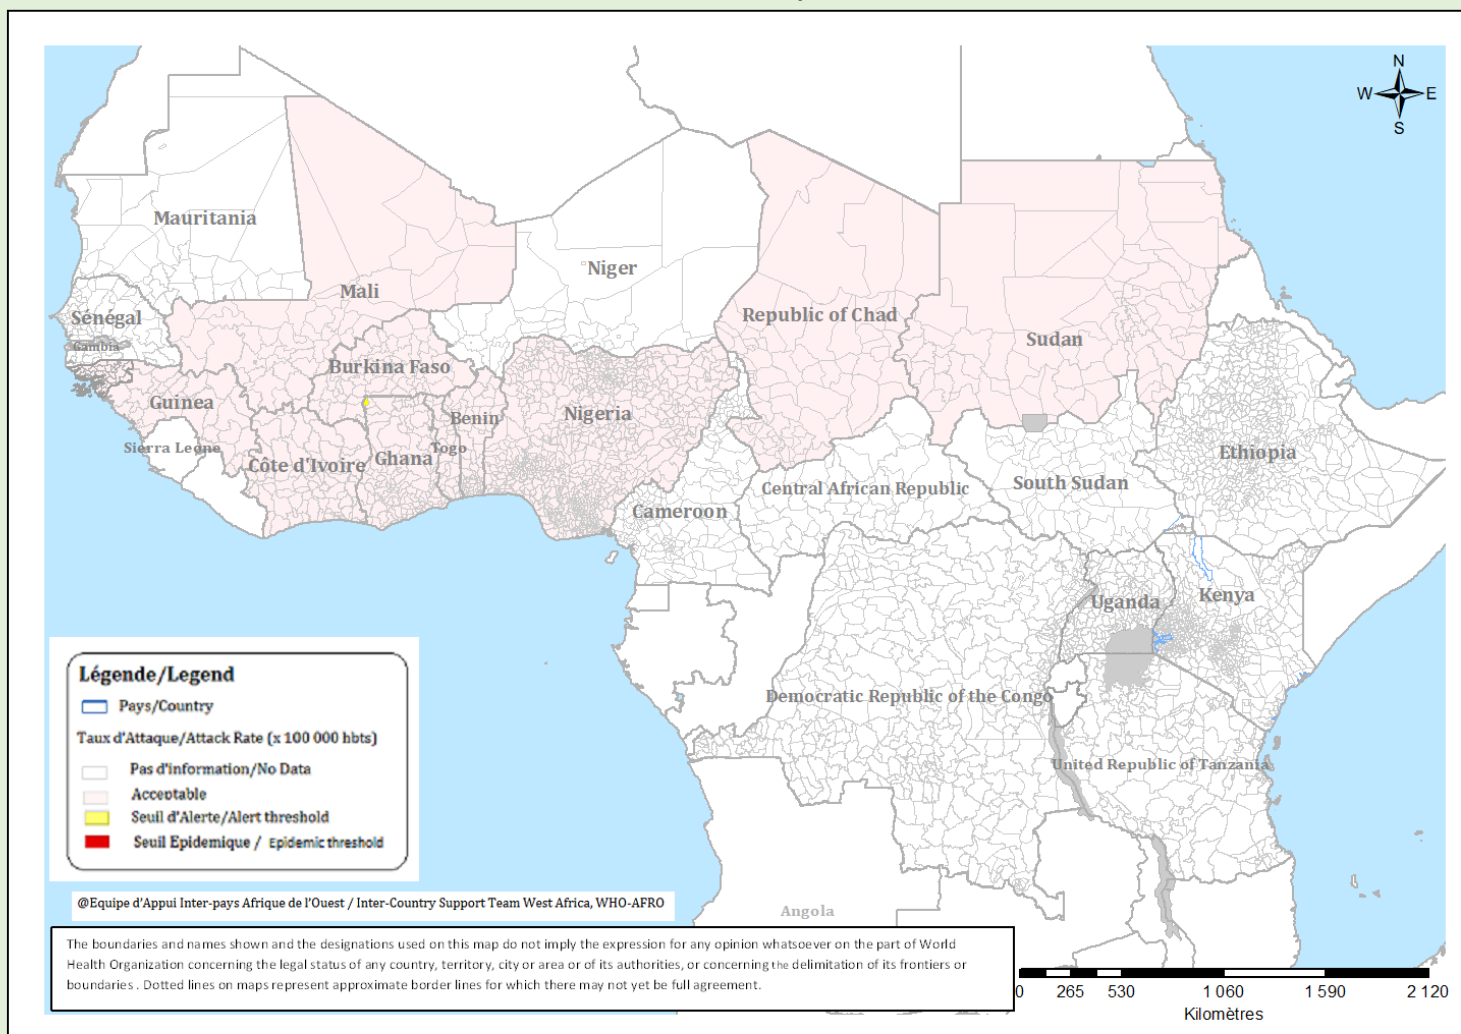 N
W E
S
Mauritania
Niger
Mali
Sénégal
Gambia
Republic of Chad
Sudan
Burkina Faso
Guinea
Benin
Nigeria
Sierra Leone
Togo
Côte d'Ivoire
Ghana
Ethiopia
South Sudan
Central African Republic
Cameroon
Uganda
Kenya
Democratic Republic of the Congo
United Republic of Tanzania
Angola
Légende/Legend
Pays/Country
Taux d'Attaque/Attack Rate (x 100 000 hbts)
Pas d'information/No Data
Acceptable
Seuil d'Alerte/Alert threshold
Seuil Epidemique / Epidemic threshold
@Equipe d'Appui Inter-pays Afrique de l'Ouest / Inter-Country Support Team West Africa, WHO-AFRO
The boundaries and names shown and the designations used on this map do not imply the expression for any opinion whatsoever on the part of World
Health Organization concerning the legal status of any country, territory, city or area or of its authorities, or concerning the delimitation of its frontiers or
boundaries . Dotted lines on maps represent approximate border lines for which there may not yet be full agreement.
0 265 530 1 060 1 590 2 120
Kilomètres